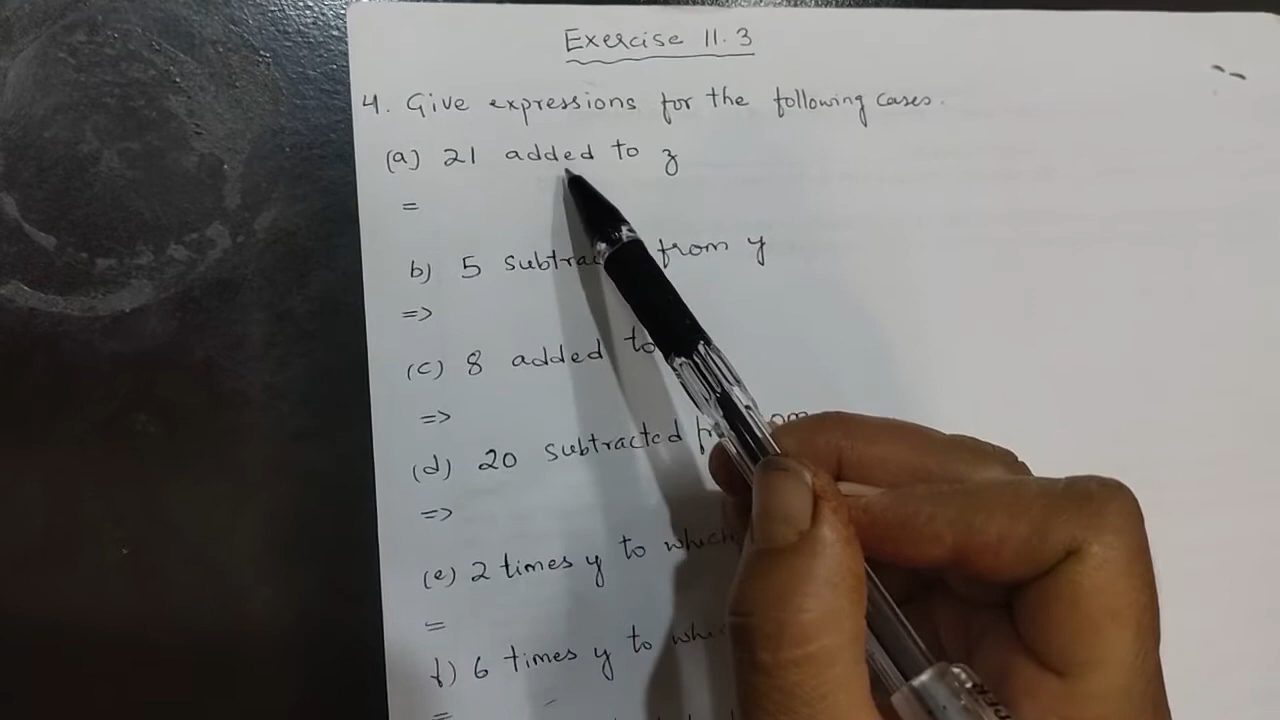 Exercise 11.3
4. Give expressions for the following cases.
(a) 21 added to z
=
b) 5 from y
=>
(c) 8 added to
=>
(d) 20 subtracted
=>
(e) 2 times y to which
=
f) 6 times y to
=